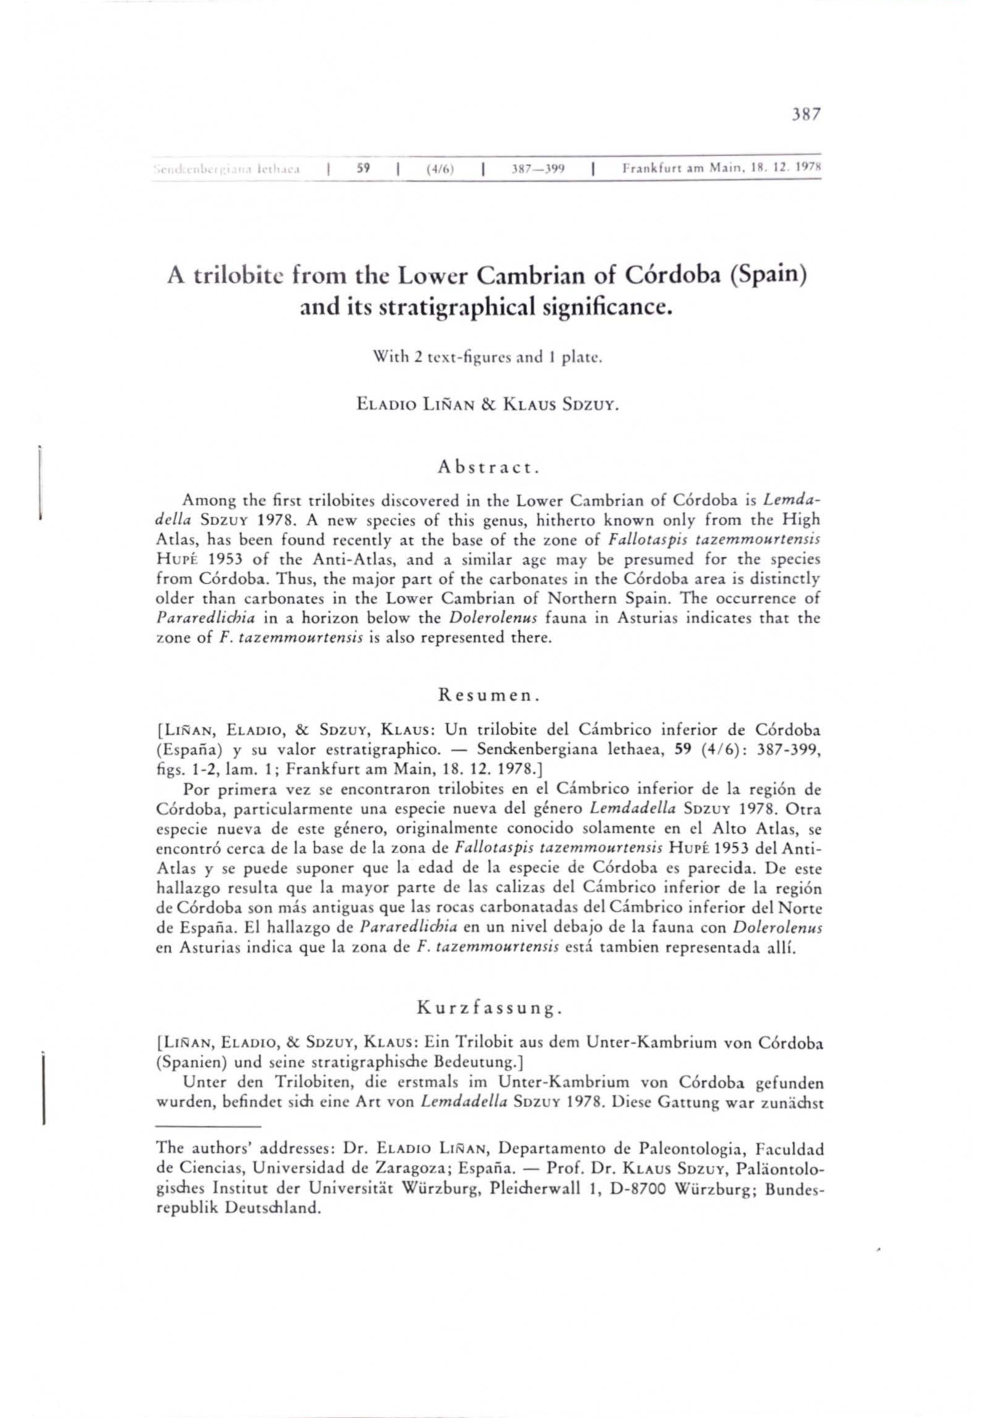 387
Senckenbergiana lethaea | 59 | (4/6) | 387—399 | Frankfurt am Main, 18. 12. 1978
A trilobite from the Lower Cambrian of Córdoba (Spain)
and its stratigraphical significance.
With 2 text-figures and 1 plate.
ELADIO LIÑAN & KLAUS SDZUY.
Abstract.
Among the first trilobites discovered in the Lower Cambrian of Córdoba is Lemda-
della SDZUY 1978. A new species of this genus, hitherto known only from the High
Atlas, has been found recently at the base of the zone of Fallotaspis tazemmourtensis
HUPÉ 1953 of the Anti-Atlas, and a similar age may be presumed for the species
from Córdoba. Thus, the major part of the carbonates in the Córdoba area is distinctly
older than carbonates in the Lower Cambrian of Northern Spain. The occurrence of
Pararedlichia in a horizon below the Dolerolenus fauna in Asturias indicates that the
zone of F. tazemmourtensis is also represented there.
Resumen.
[LIÑAN, ELADIO, & SDZUY, KLAUS: Un trilobite del Cámbrico inferior de Córdoba
(España) y su valor estratigraphico. — Senckenbergiana lethaea, 59 (4/6): 387-399,
figs. 1-2, lam. 1; Frankfurt am Main, 18. 12. 1978.]
Por primera vez se encontraron trilobites en el Cámbrico inferior de la región de
Córdoba, particularmente una especie nueva del género Lemdadella SDZUY 1978. Otra
especie nueva de este género, originalmente conocido solamente en el Alto Atlas, se
encontró cerca de la base de la zona de Fallotaspis tazemmourtensis HUPÉ 1953 del Anti-
Atlas y se puede suponer que la edad de la especie de Córdoba es parecida. De este
hallazgo resulta que la mayor parte de las calizas del Cámbrico inferior de la región
de Córdoba son más antiguas que las rocas carbonatadas del Cámbrico inferior del Norte
de España. El hallazgo de Pararedlichia en un nivel debajo de la fauna con Dolerolenus
en Asturias indica que la zona de F. tazemmourtensis está tambien representada allí.
Kurzfassung.
[LIÑAN, ELADIO, & SDZUY, KLAUS: Ein Trilobit aus dem Unter-Kambrium von Córdoba
(Spanien) und seine stratigraphische Bedeutung.]
Unter den Trilobiten, die erstmals im Unter-Kambrium von Córdoba gefunden
wurden, befindet sich eine Art von Lemdadella SDZUY 1978. Diese Gattung war zunächst
The authors' addresses: Dr. ELADIO LIÑAN, Departamento de Paleontologia, Faculdad
de Ciencias, Universidad de Zaragoza; España. — Prof. Dr. KLAUS SDZUY, Paläontolo-
gisches Institut der Universität Würzburg, Pleicherwall 1, D-8700 Würzburg; Bundes-
republik Deutschland.